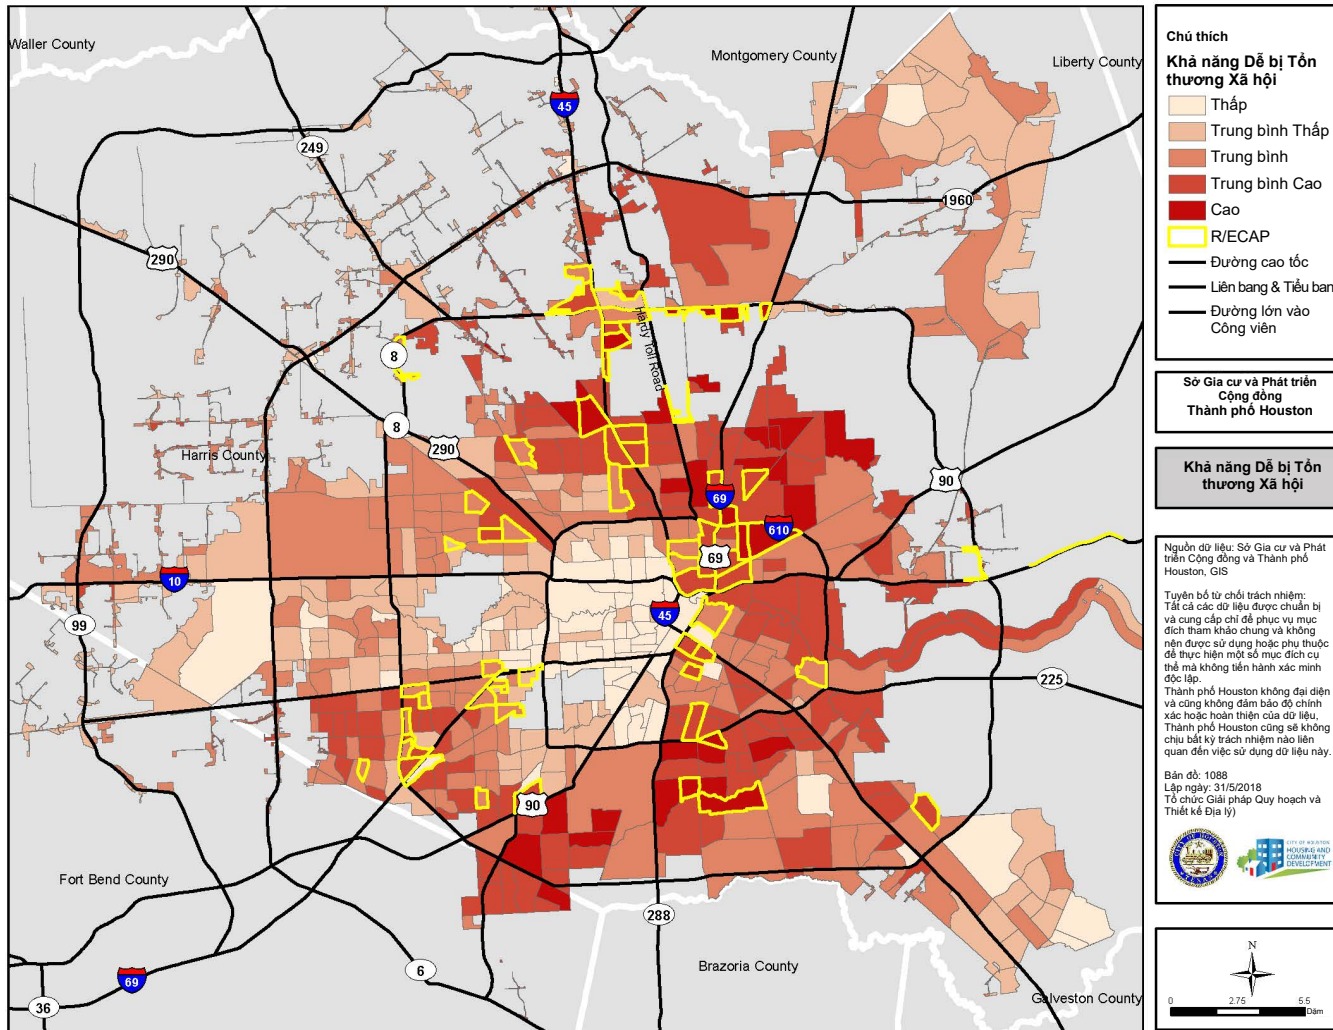 Waller County
Montgomery County
Liberty County
45
249
1960
290
Hardy Toll Road
8
8
290
Harris County
90
69
610
69
10
45
99
225
90
Fort Bend County
288
6
Brazoria County
69
36
Galveston County
Chú thích
Khả năng Dễ bị Tổn
thương Xã hội
Thấp
Trung bình Thấp
Trung bình
Trung bình Cao
Cao
R/ECAP
Đường cao tốc
Liên bang & Tiểu ban
Đường lớn vào
Công viên
Sở Gia cư và Phát triển
Cộng đồng
Thành phố Houston
Khả năng Dễ bị Tổn
thương Xã hội
Nguồn dữ liệu: Sở Gia cư và Phát
triển Cộng đồng và Thành phố
Houston, GIS
Tuyên bố từ chối trách nhiệm:
Tất cả các dữ liệu được chuẩn bị
và cung cấp chỉ để phục vụ mục
đích tham khảo chung và không
nên được sử dụng hoặc phụ thuộc
để thực hiện một số mục đích cụ
thể mà không tiến hành xác minh
độc lập.
Thành phố Houston không đại diện
và cũng không đảm bảo độ chính
xác hoặc hoàn thiện của dữ liệu,
Thành phố Houston cũng sẽ không
chịu bất kỳ trách nhiệm nào liên
quan đến việc sử dụng dữ liệu này.
Bản đồ: 1088
Lập ngày: 31/5/2018
Tổ chức Giải pháp Quy hoạch và
Thiết kế Địa lý)
CITY OF HOUSTON
HOUSING AND
COMMUNITY
DEVELOPMENT
N
0 2.75 5.5
Dặm